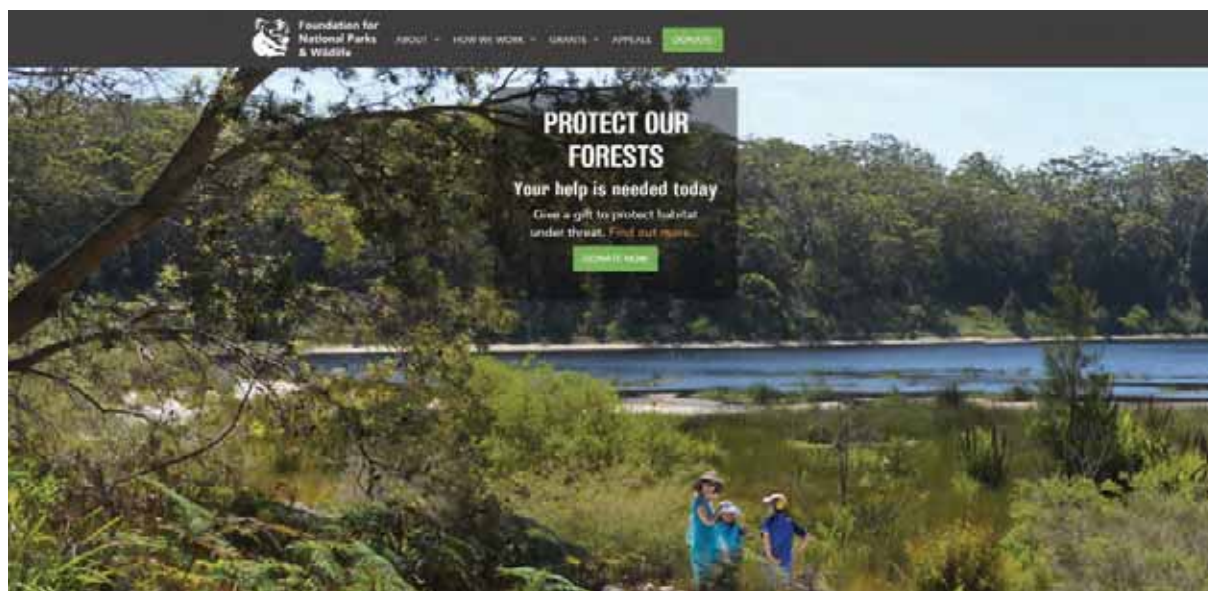 Foundation for
National Parks
& Wildlife
ABOUT HOW WE WORK GRANTS APPEALS DONATE
PROTECT OUR
FORESTS
Your help is needed today
Give a gift to protect habitat
under threat. Find out more...
DONATE NOW